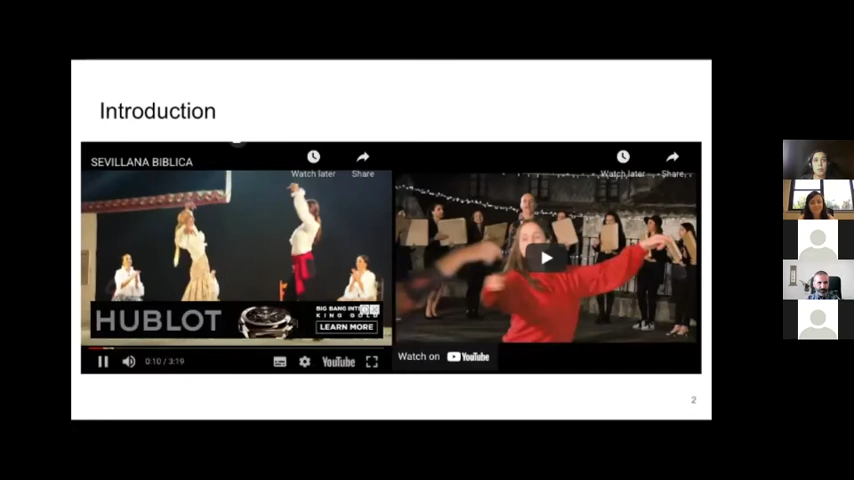 Introduction
SEVILLANA BIBLICA
Watch later
Share
Watch later
Share
HUBLOT
BIG BANG
KING GOLD
LEARN MORE
Watch on YouTube
0:10 / 3:19
YouTube
2